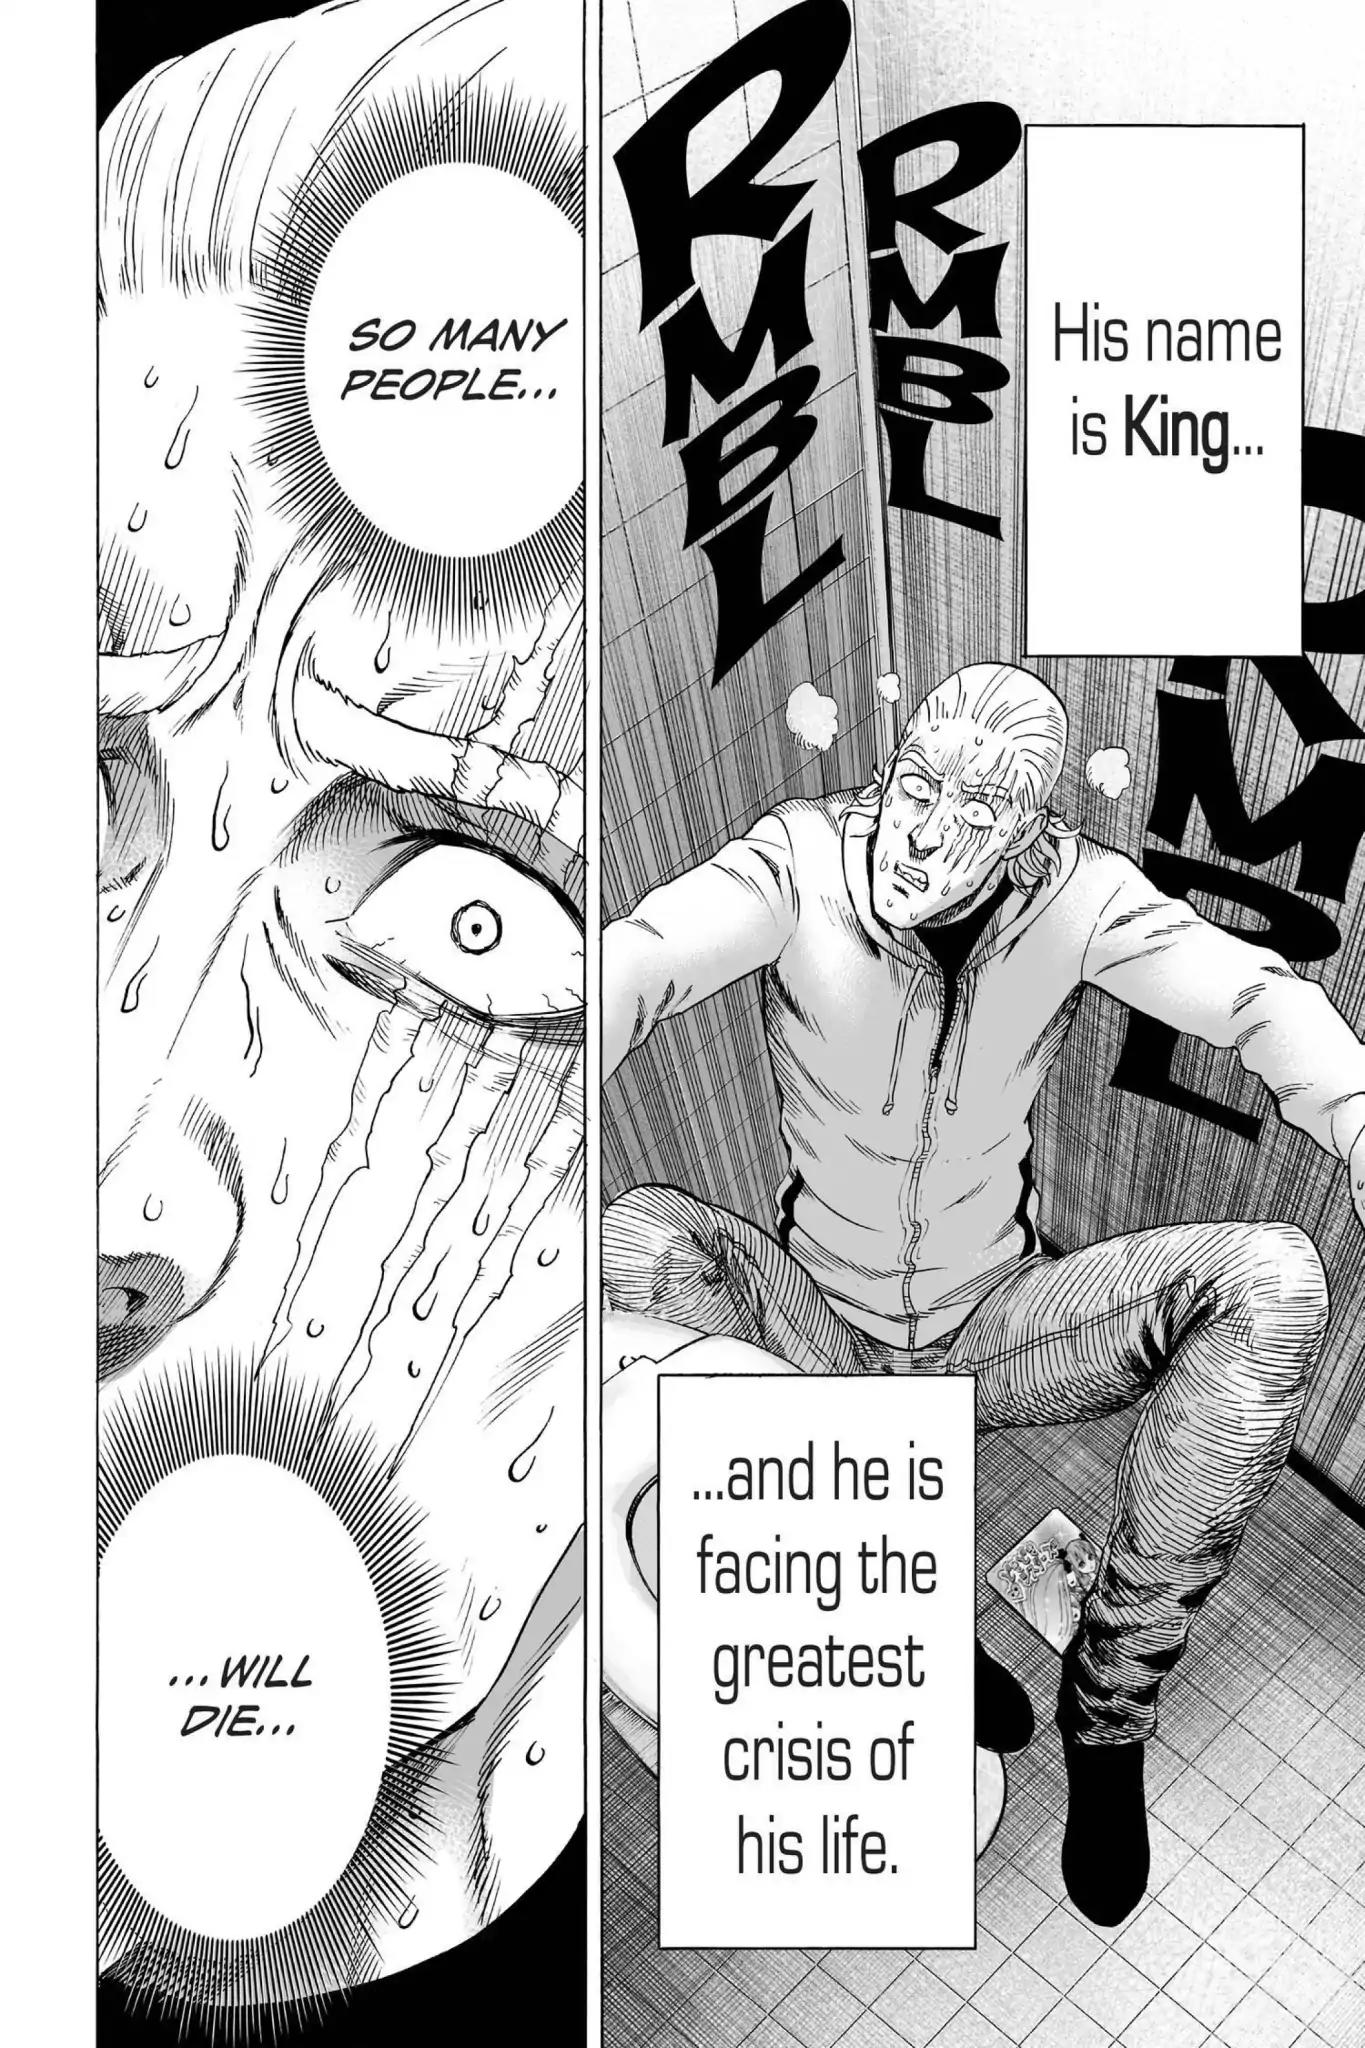 His name
is King...
RMBL
RMBL
RMBL
...and he is
facing the
greatest
crisis of
his life.
SO MANY
PEOPLE...
...WILL
DIE...